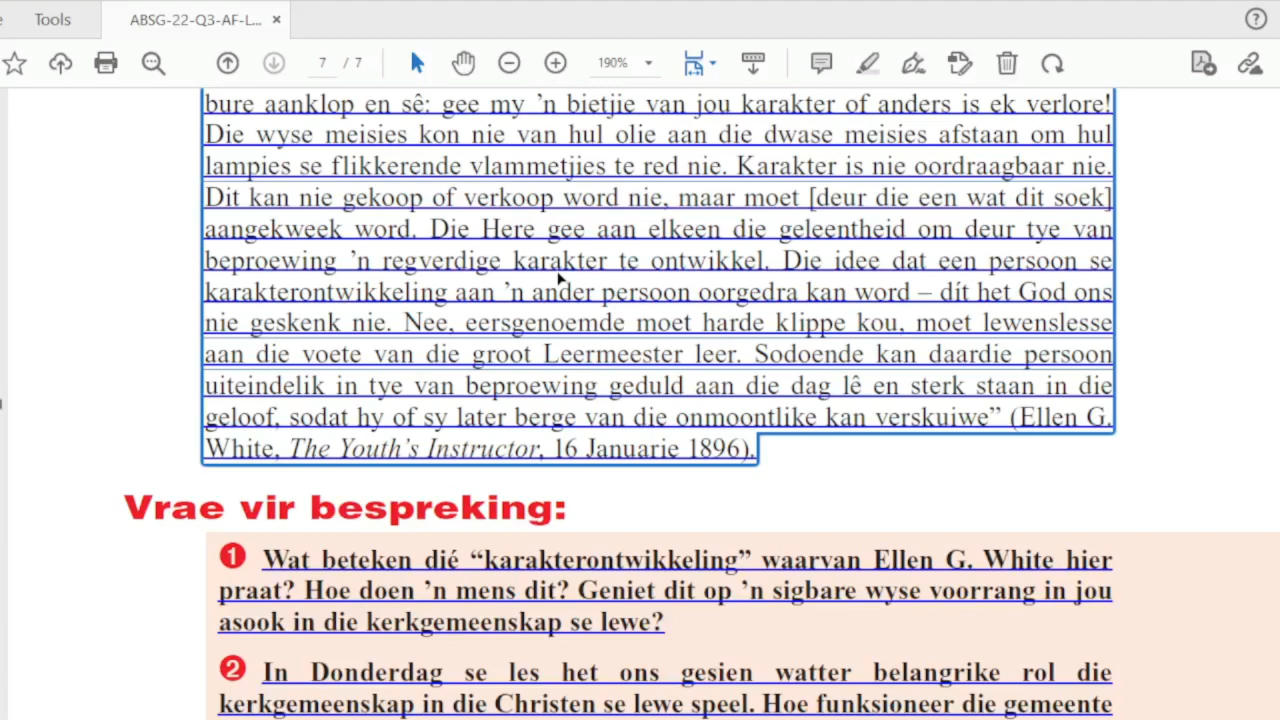 Tools
ABSG-22-Q3-AF-L...
7 / 7
190%
bure aanklop en sê: gee my ’n bietjie van jou karakter of anders is ek verlore!
Die wyse meisies kon nie van hul olie aan die dwase meisies afstaan om hul
lampies se flikkerende vlammetjies te red nie. Karakter is nie oordraagbaar nie.
Dit kan nie gekoop of verkoop word nie, maar moet [deur die een wat dit soek]
aangekweek word. Die Here gee aan elkeen die geleentheid om deur tye van
beproewing ’n regverdige karakter te ontwikkel. Die idee dat een persoon se
karakterontwikkeling aan ’n ander persoon oorgedra kan word – dít het God ons
nie geskenk nie. Nee, eersgenoemde moet harde klippe kou, moet lewenslesse
aan die voete van die groot Leermeester leer. Sodoende kan daardie persoon
uiteindelik in tye van beproewing geduld aan die dag lê en sterk staan in die
geloof, sodat hy of sy later berge van die onmoontlike kan verskuiwe” (Ellen G.
White, The Youth’s Instructor, 16 Januarie 1896).
Vrae vir bespreking:
1 Wat beteken dié “karakterontwikkeling” waarvan Ellen G. White hier
praat? Hoe doen ’n mens dit? Geniet dit op ’n sigbare wyse voorrang in jou
asook in die kerkgemeenskap se lewe?
2 In Donderdag se les het ons gesien watter belangrike rol die
kerkgemeenskap in die Christen se lewe speel. Hoe funksioneer die gemeente